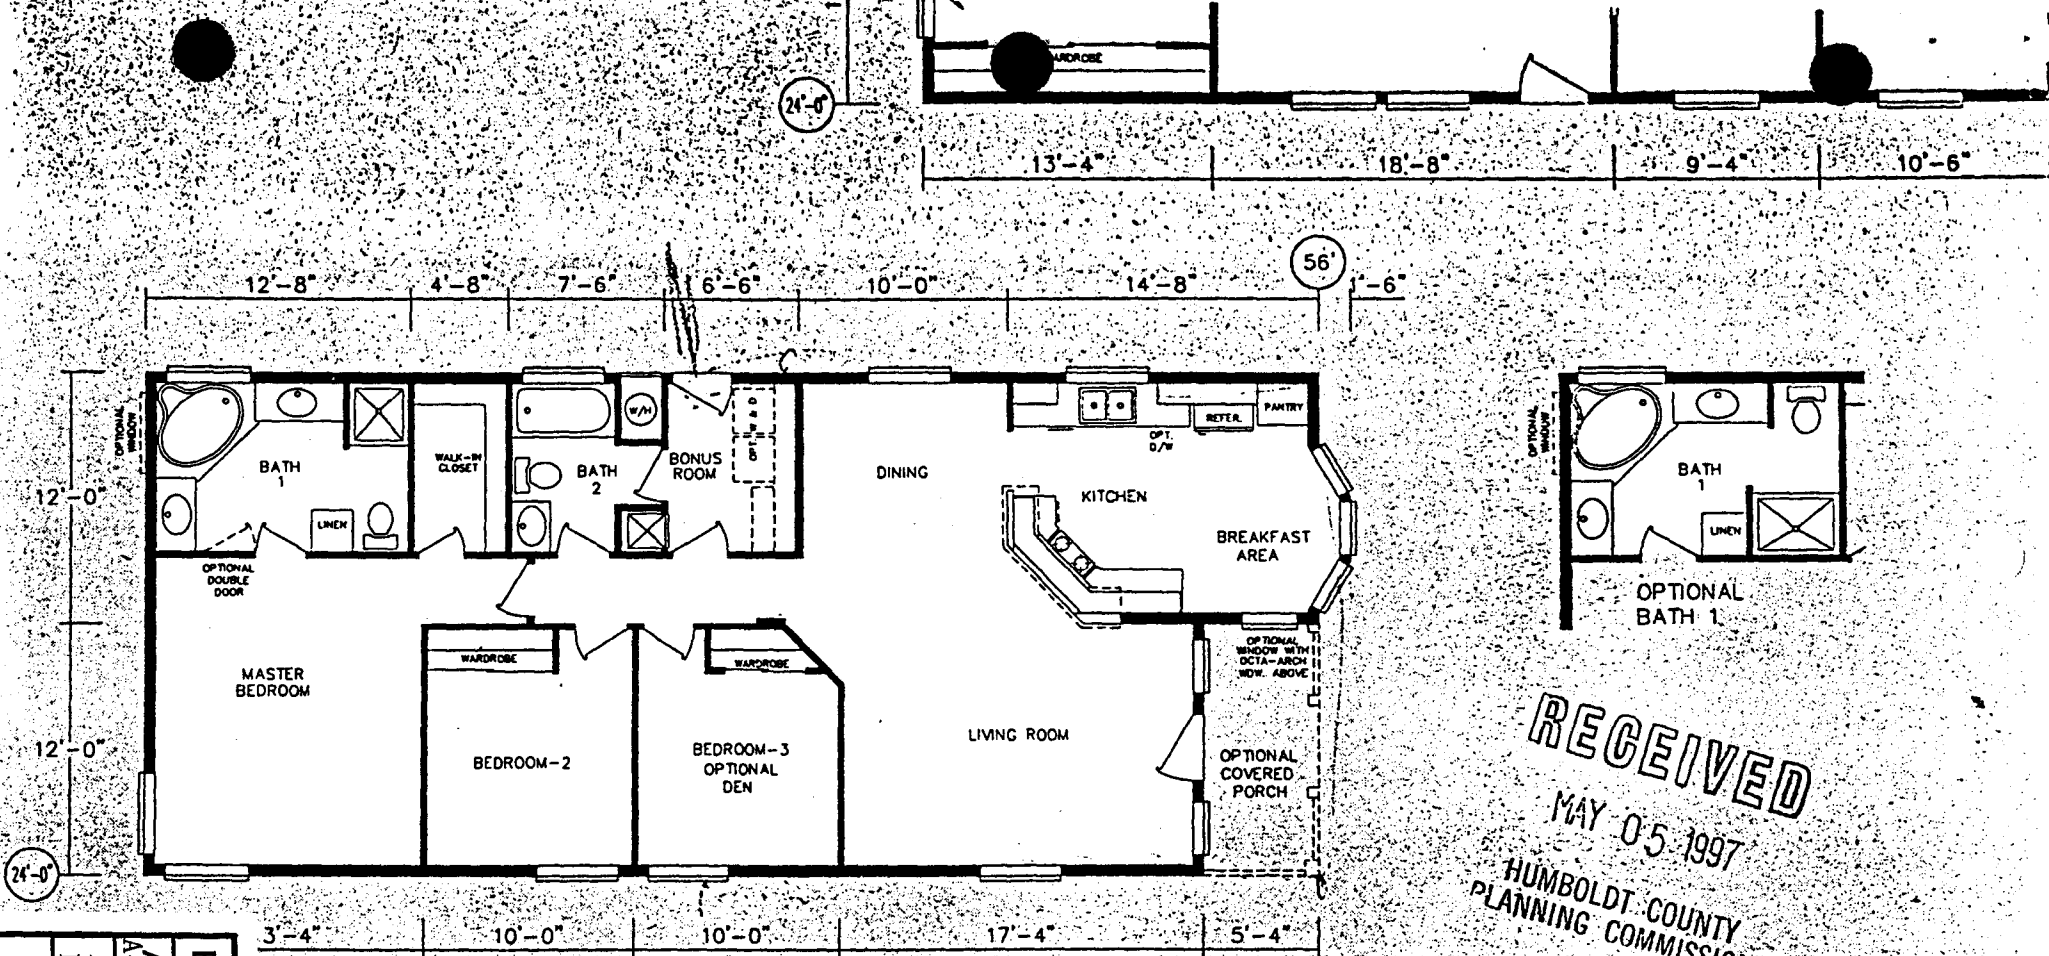 WARDROBE
24'-0"
13'-4"
18'-8"
9'-4"
10'-6"
56'
12'-8"
4'-8"
7'-6"
6'-6"
10'-0"
14'-8"
1'-6"
OPTIONAL
WINDOW
BATH
1
LINEN
WALK-IN
CLOSET
W/H
BATH
2
BONUS
ROOM
OPT. W & D
DINING
OPT.
D/W
REFER.
PANTRY
KITCHEN
BREAKFAST
AREA
12'-0"
OPTIONAL
DOUBLE
DOOR
MASTER
BEDROOM
WARDROBE
WARDROBE
BEDROOM-2
BEDROOM-3
OPTIONAL
DEN
LIVING ROOM
OPTIONAL
WINDOW WITH
OCTA-ARCH
WDW. ABOVE
OPTIONAL
COVERED
PORCH
12'-0"
24'-0"
3'-4"
10'-0"
10'-0"
17'-4"
5'-4"
OPTIONAL
WINDOW
BATH
1
LINEN
OPTIONAL
BATH 1
RECEIVED
MAY 05 1997
HUMBOLDT COUNTY
PLANNING COMMISSION